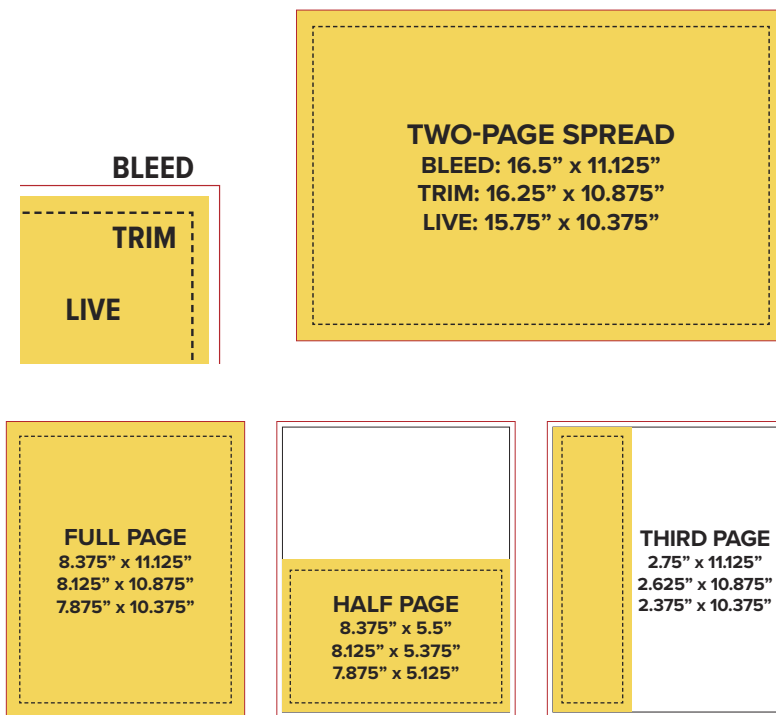 BLEED
TRIM
LIVE
TWO-PAGE SPREAD
BLEED: 16.5” x 11.125”
TRIM: 16.25” x 10.875”
LIVE: 15.75” x 10.375”
FULL PAGE
8.375” x 11.125”
8.125” x 10.875”
7.875” x 10.375”
HALF PAGE
8.375” x 5.5”
8.125” x 5.375”
7.875” x 5.125”
THIRD PAGE
2.75” x 11.125”
2.625” x 10.875”
2.375” x 10.375”